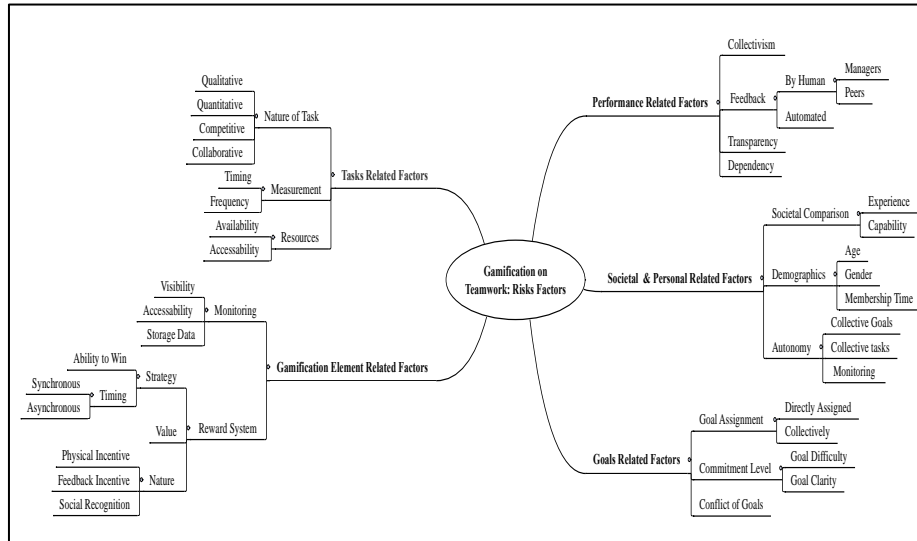 Gamification on
Teamwork: Risks Factors
Performance Related Factors
Collectivism
Feedback
By Human
Managers
Peers
Automated
Transparency
Dependency
Societal & Personal Related Factors
Societal Comparison
Experience
Capability
Demographics
Age
Gender
Membership Time
Autonomy
Collective Goals
Collective tasks
Monitoring
Goals Related Factors
Goal Assignment
Directly Assigned
Collectively
Commitment Level
Goal Difficulty
Goal Clarity
Conflict of Goals
Tasks Related Factors
Nature of Task
Qualitative
Quantitative
Competitive
Collaborative
Measurement
Timing
Frequency
Resources
Availability
Accessability
Gamification Element Related Factors
Monitoring
Visibility
Accessability
Storage Data
Reward System
Strategy
Ability to Win
Timing
Synchronous
Asynchronous
Value
Nature
Physical Incentive
Feedback Incentive
Social Recognition